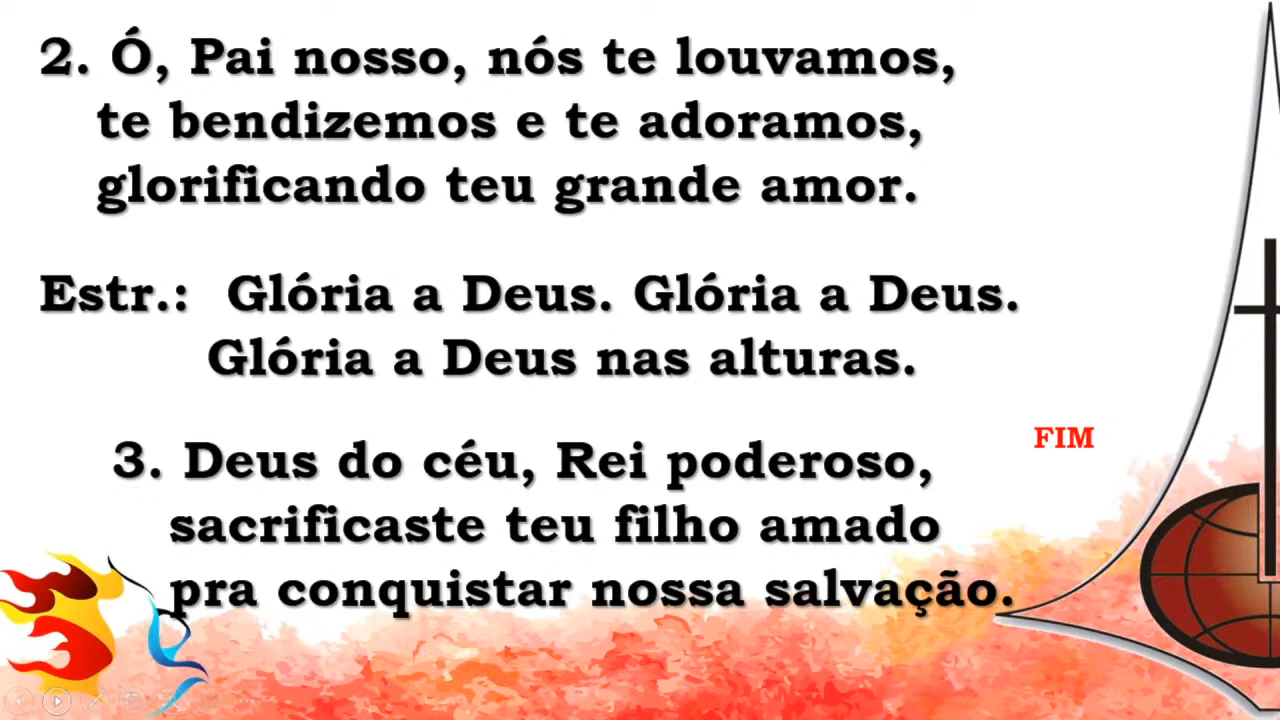 2. Ó, Pai nosso, nós te louvamos,
te bendizemos e te adoramos,
glorificando teu grande amor.
Estr.: Glória a Deus. Glória a Deus.
Glória a Deus nas alturas.
FIM
3. Deus do céu, Rei poderoso,
sacrificaste teu filho amado
pra conquistar nossa salvação.